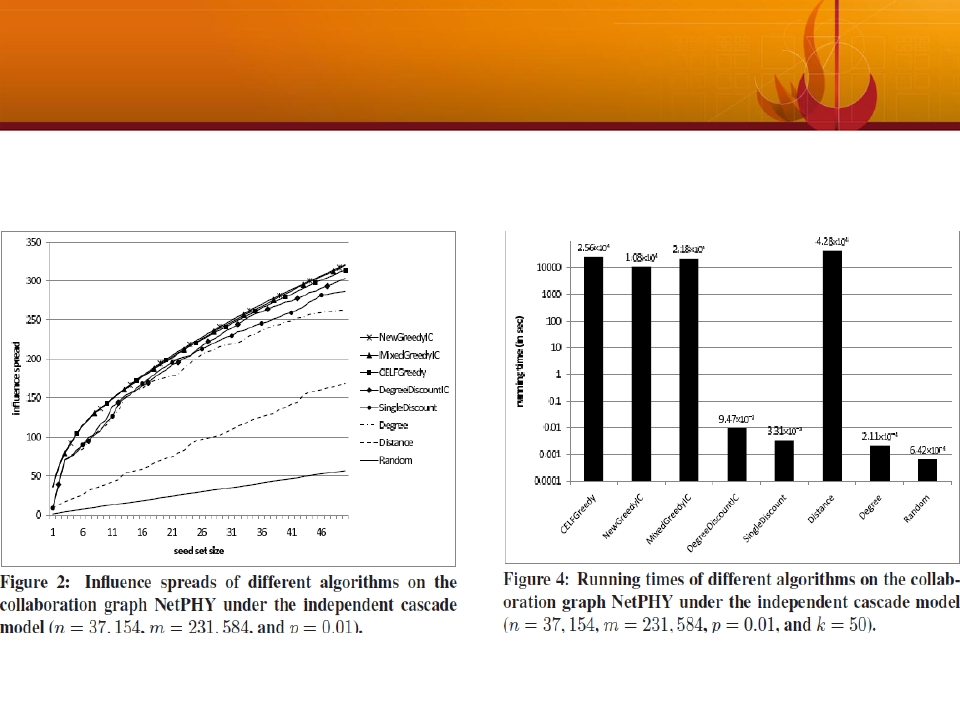 350
300
250
200
150
100
50
0
influence spread
1 6 11 16 21 26 31 36 41 46
seed set size
NewGreedyIC
MixedGreedyIC
CELFGreedy
DegreeDiscountIC
SingleDiscount
Degree
Distance
Random
Figure 2: Influence spreads of different algorithms on the
collaboration graph NetPHY under the independent cascade
model (n = 37, 154, m = 231, 584, and p = 0.01).
10000
1000
100
10
1
0.1
0.01
0.001
0.0001
running time (in sec)
2.56×10⁴
1.08×10⁴
2.18×10⁴
9.47×10⁻³
3.31×10⁻³
4.23×10⁴
6.42×10⁻⁴
CELFGreedy
NewGreedyIC
MixedGreedyIC
DegreeDiscountIC
SingleDiscount
Distance
Degree
Random
Figure 4: Running times of different algorithms on the collab-
oration graph NetPHY under the independent cascade model
(n = 37, 154, m = 231, 584, p = 0.01, and k = 50).